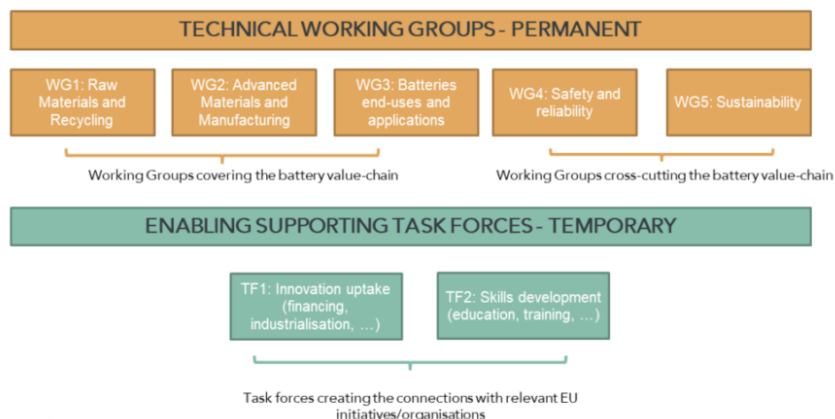 TECHNICAL WORKING GROUPS - PERMANENT
WG1: Raw
Materials and
Recycling
WG2: Advanced
Materials and
Manufacturing
WG3: Batteries
end-uses and
applications
WG4: Safety and
reliability
WG5: Sustainability
Working Groups covering the battery value-chain
Working Groups cross-cutting the battery value-chain
ENABLING SUPPORTING TASK FORCES - TEMPORARY
TF1: Innovation uptake
(financing,
industrialisation, ...)
TF2: Skills development
(education, training, ...)
Task forces creating the connections with relevant EU
initiatives/organisations